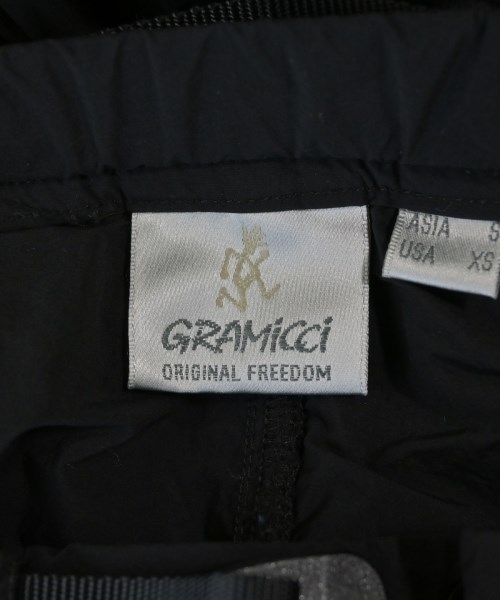 GRAMiCCi
ORIGINAL FREEDOM
ASIA S
USA XS